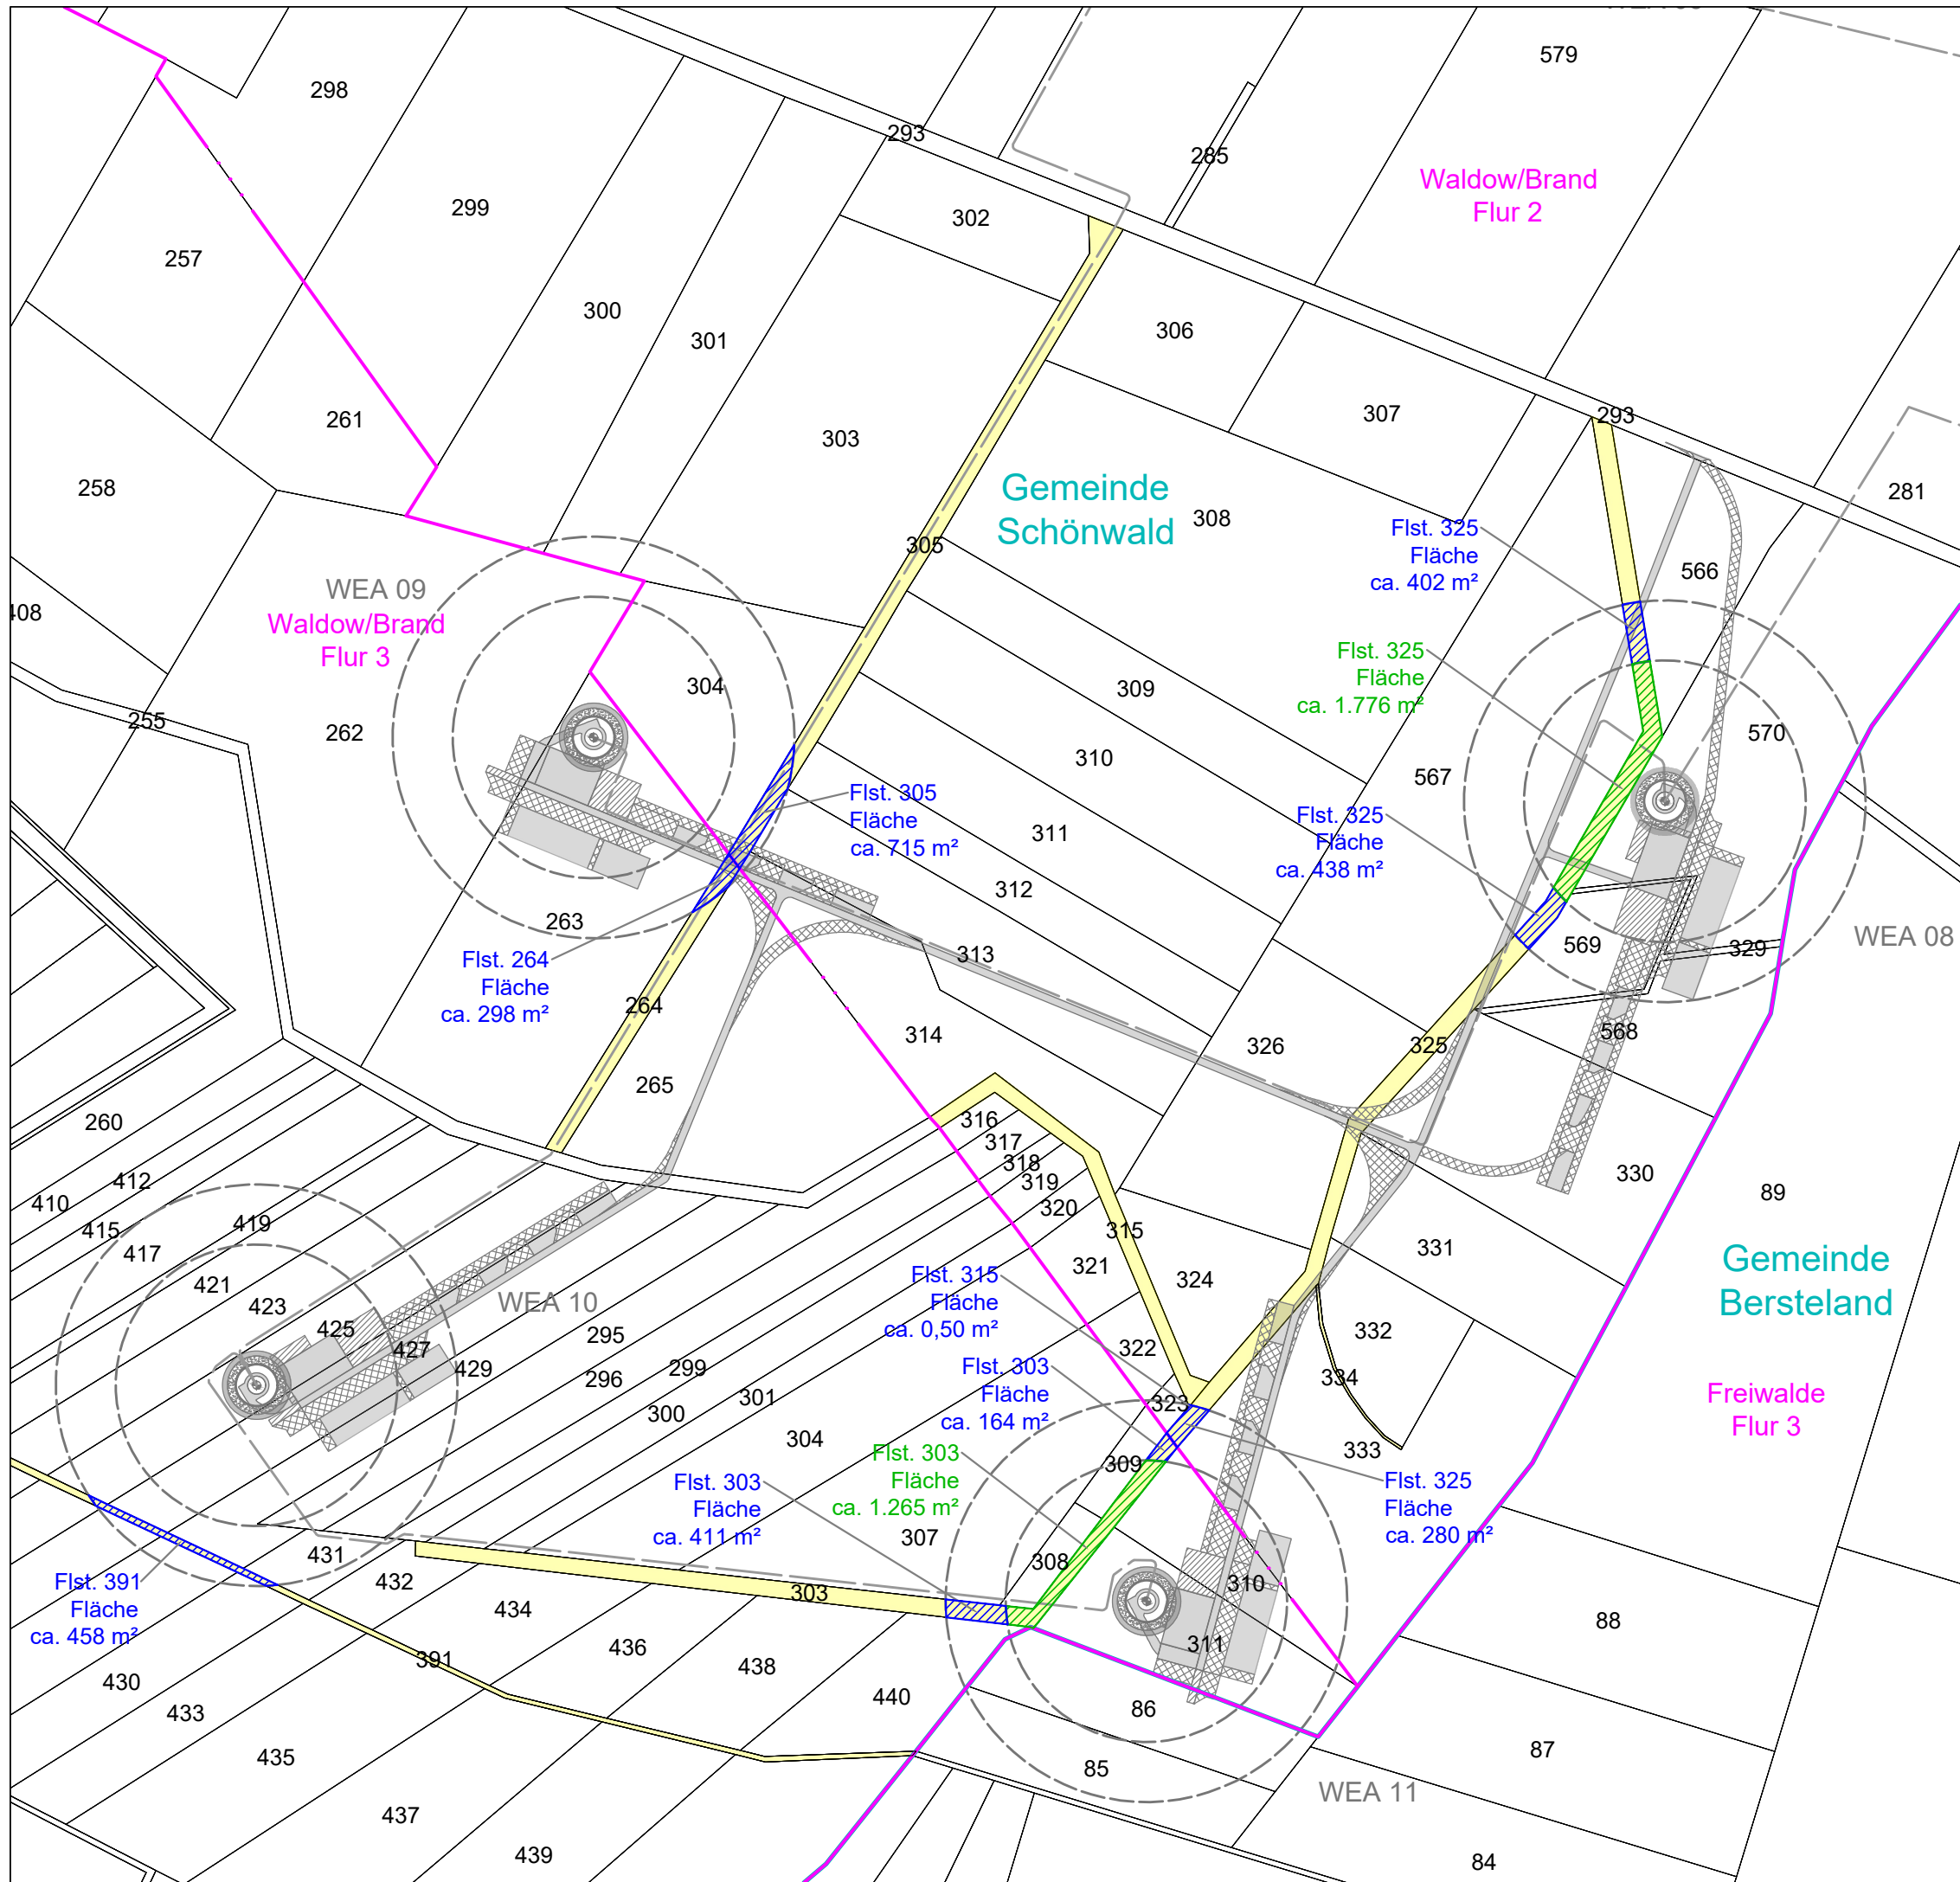 579
298
293
285
Waldow/Brand
Flur 2
299
302
257
300
301
306
307
293
261
303
258
281
Gemeinde
Schönwald
308
Flst. 325
Fläche
ca. 402 m²
305
566
WEA 09
Waldow/Brand
Flur 3
408
Flst. 325
Fläche
ca. 1.776 m²
304
309
255
262
310
567
570
Flst. 305
Fläche
ca. 715 m²
311
Flst. 325
Fläche
ca. 438 m²
312
263
313
569
329
WEA 08
Flst. 264
Fläche
ca. 298 m²
264
314
326
325
568
265
260
316
317
318
319
320
330
89
412
410
415
417
419
315
321
324
331
Gemeinde
Bersteland
421
423
425
427
429
WEA 10
295
296
299
300
301
304
Flst. 315
Fläche
ca. 0,50 m²
322
332
334
Flst. 303
Fläche
ca. 164 m²
323
Freiwalde
Flur 3
333
309
Flst. 303
Fläche
ca. 1.265 m²
Flst. 303
Fläche
ca. 411 m²
Flst. 325
Fläche
ca. 280 m²
307
308
431
432
434
303
310
Flst. 391
Fläche
ca. 458 m²
88
311
391
436
438
430
433
440
86
435
87
85
WEA 11
437
439
84